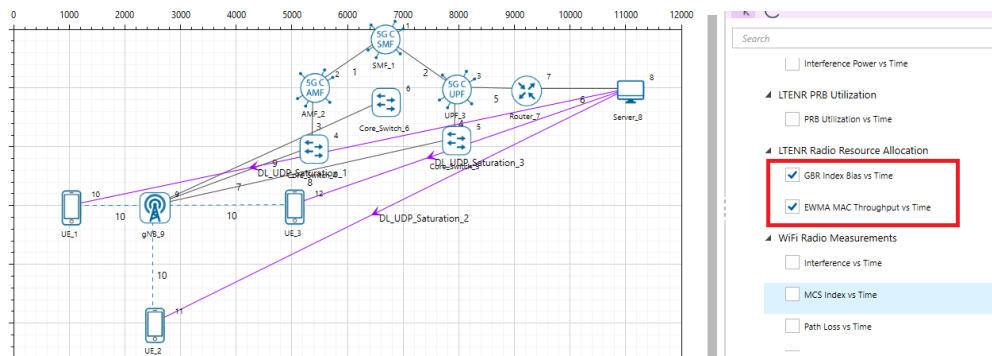 0 1000 2000 3000 4000 5000 6000 7000 8000 9000 10000 11000 12000
5G C
SMF
1
SMF_1
1
2
5G C
AMF
2
AMF_2
6
Core_Switch_6
5G C
UPF
3
UPF_3
7
Router_7
5
6
8
Server_8
3
4
4
5
9
DL_UDP_Saturation_1
DL_UDP_Saturation_3
7
8
10
UE_1
10
9
gNB_9
10
12
UE_3
DL_UDP_Saturation_2
10
11
UE_2
Search
Interference Power vs Time
LTENR PRB Utilization
PRB Utilization vs Time
LTENR Radio Resource Allocation
GBR Index Bias vs Time
EWMA MAC Throughput vs Time
WiFi Radio Measurements
Interference vs Time
MCS Index vs Time
Path Loss vs Time